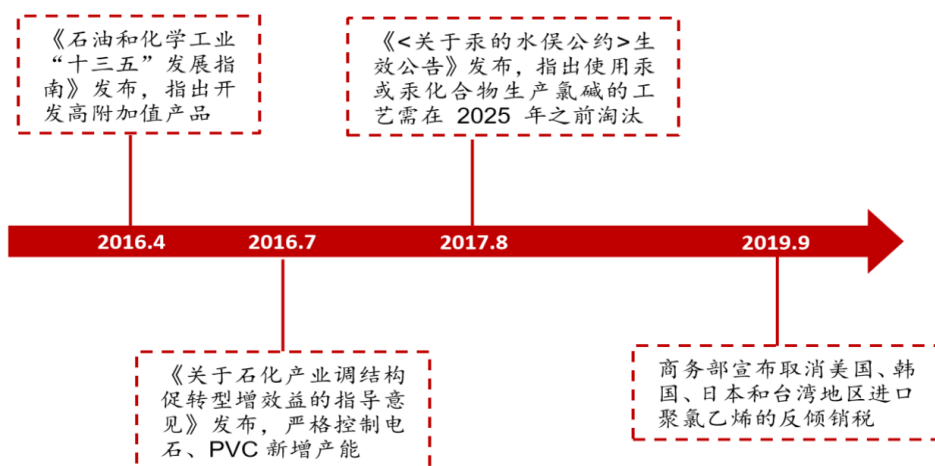 《石油和化学工业
“十三五”发展指
南》发布，指出开
发高附加值产品
《<关于汞的水俣公约>生
效公告》发布，指出使用汞
或汞化合物生产氯碱的工
艺需在 2025 年之前淘汰
2016.4
2016.7
2017.8
2019.9
《关于石化产业调结构
促转型增效益的指导意
见》发布，严格控制电
石、PVC 新增产能
商务部宣布取消美国、韩
国、日本和台湾地区进口
聚氯乙烯的反倾销税